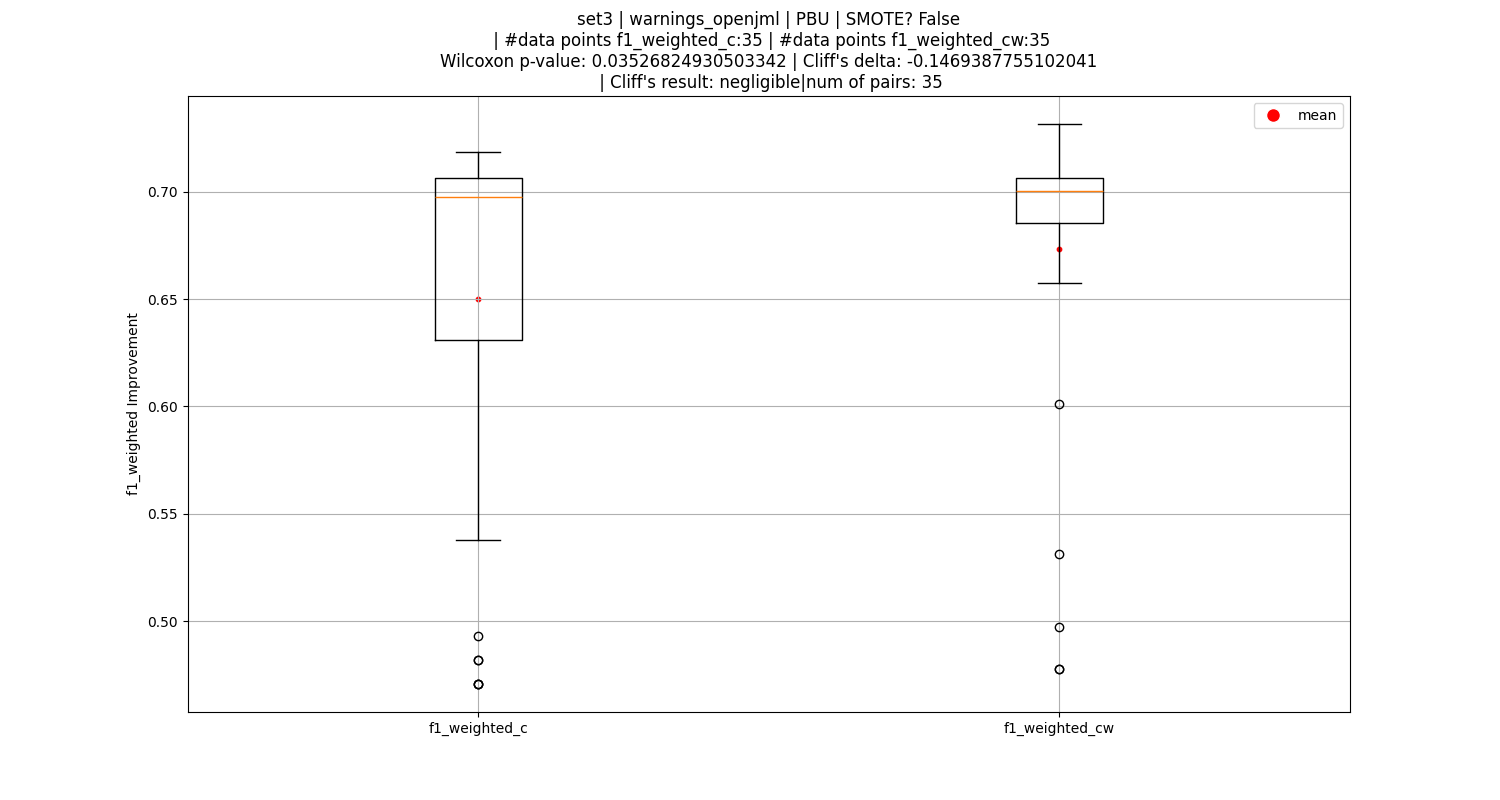 set3 | warnings_openjml | PBU | SMOTE? False
| #data points f1_weighted_c:35 | #data points f1_weighted_cw:35
Wilcoxon p-value: 0.03526824930503342 | Cliff's delta: -0.1469387755102041
| Cliff's result: negligible|num of pairs: 35
mean
0.70
0.65
0.60
0.55
0.50
f1_weighted Improvement
f1_weighted_c
f1_weighted_cw